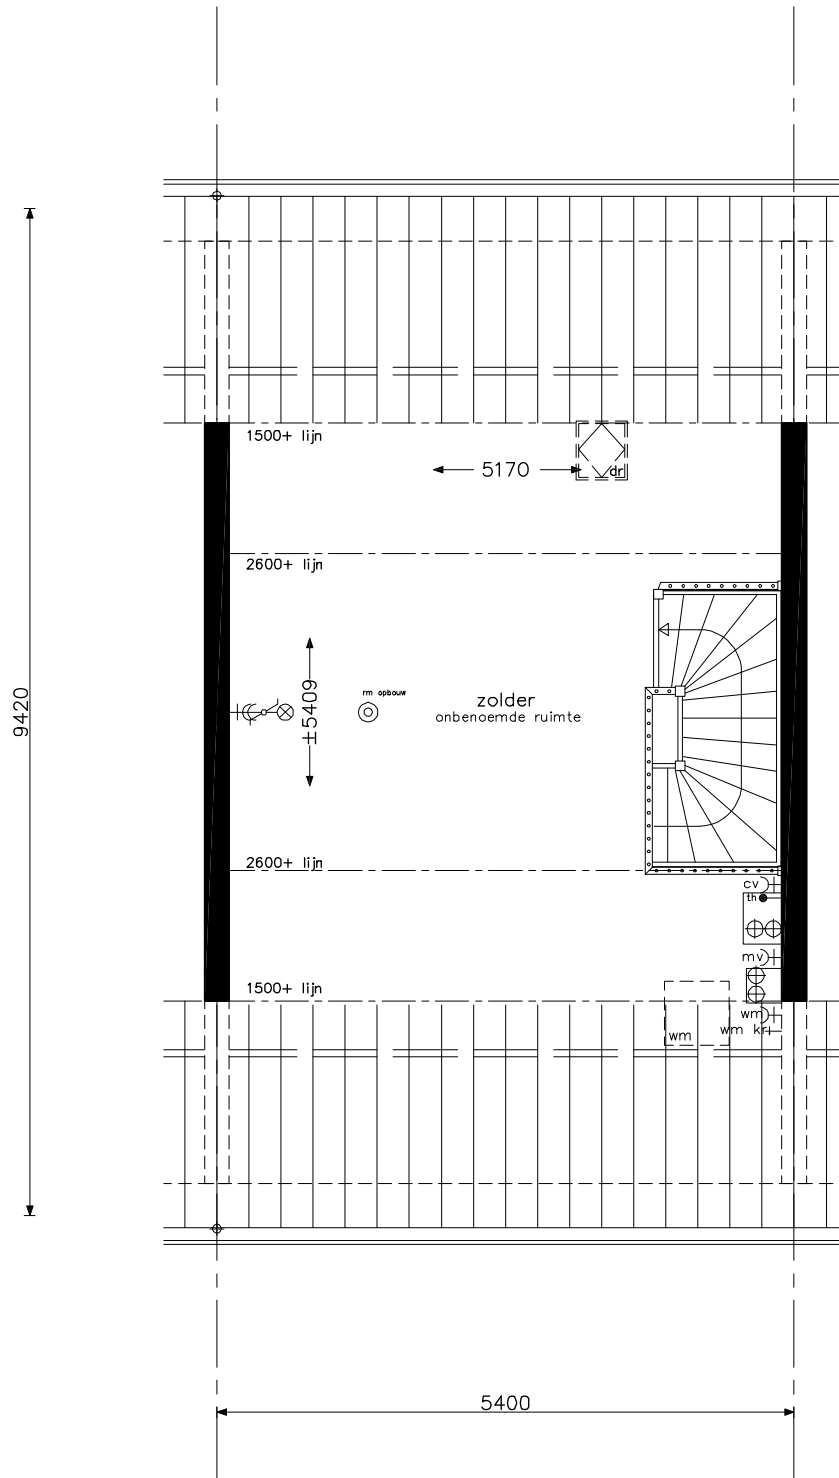 1500+ lijn
5170
dr
2600+ lijn
9420
±5409
rm opbouw
zolder
onbenoemde ruimte
2600+ lijn
cv
th
mv
1500+ lijn
wm
wm kr
wm
5400